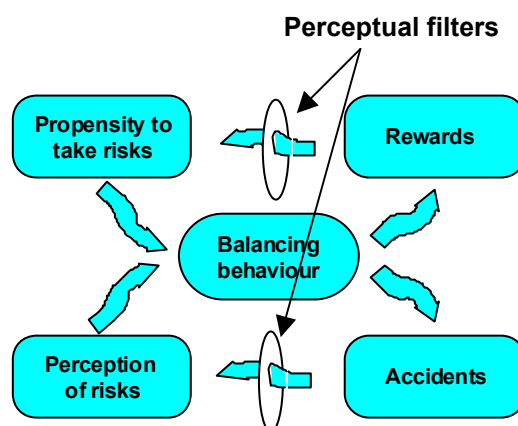 Perceptual filters
Propensity to
take risks
Rewards
Balancing
behaviour
Perception
of risks
Accidents